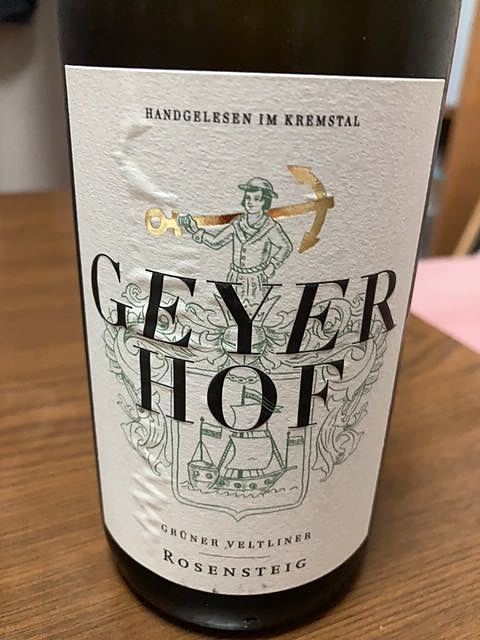 HANDGELESEN IM KREMSTAL
GEYER
HOF
GRÜNER VELTLINER
ROSENSTEIG